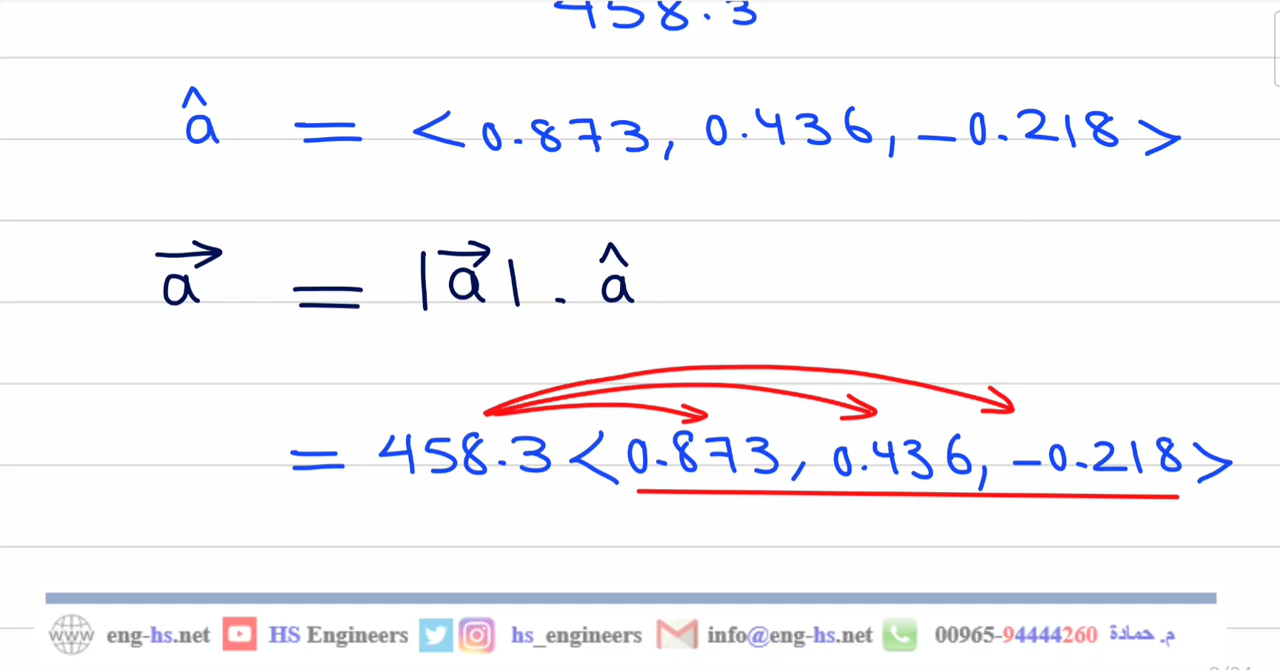 458.3
â = <0.873, 0.436, -0.218>
a⃗ = |a⃗| . â
= 458.3 <0.873, 0.436, -0.218>
www eng-hs.net HS Engineers hs_engineers info@eng-hs.net 00965-94444260 م. حمادة